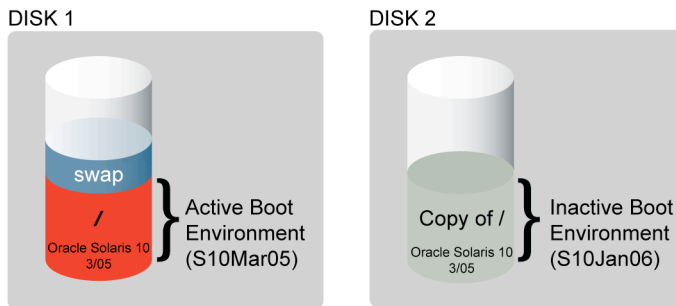 DISK 1
swap
/
Oracle Solaris 10
3/05
Active Boot
Environment
(S10Mar05)
DISK 2
Copy of /
Oracle Solaris 10
3/05
Inactive Boot
Environment
(S10Jan06)